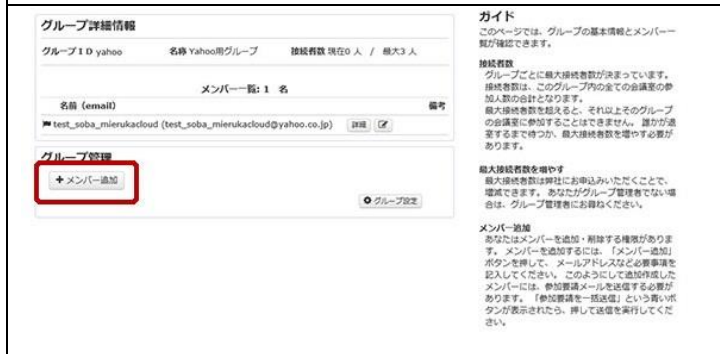 グループ詳細情報
グループID yahoo 名称 Yahoo用グループ 接続者数 現在0 人 / 最大3 人
メンバー一覧: 1 名
名前 (email) 備考
test_soba_mierukacloud (test_soba_mierukacloud@yahoo.co.jp) 詳細
グループ管理
メンバー追加
グループ設定
ガイド
このページでは、グループの基本情報とメンバー一
覧が確認できます。
接続者数
グループごとに最大接続者数が決まっています。
接続者数は、このグループ内の全ての会議室の参
加人数の合計となります。
最大接続者数を超えると、それ以上そのグループ
の会議室に参加することはできません。 誰かが退
室するまで待つか、最大接続者数を増やす必要が
あります。
最大接続者数を増やす
最大接続者数は弊社にお申込みいただくことで、
増減できます。 あなたがグループ管理者でない場
合は、グループ管理者にお尋ねください。
メンバー追加
あなたはメンバーを追加・削除する権限がありま
す。 メンバーを追加するには、「メンバー追加」
ボタンを押して、 メールアドレスなど必要事項を
記入してください。 このようにして追加作成した
メンバーには、参加要請メールを送信する必要が
あります。 「参加要請を一括送信」という青いボ
タンが表示されたら、押して送信を実行してくだ
さい。